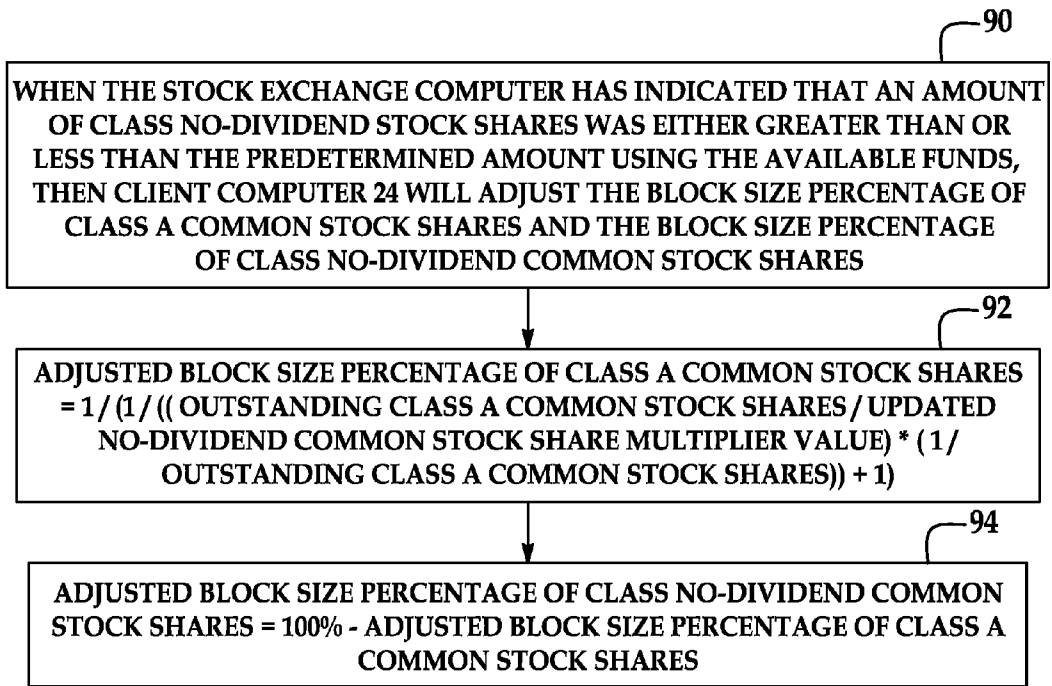 90
WHEN THE STOCK EXCHANGE COMPUTER HAS INDICATED THAT AN AMOUNT
OF CLASS NO-DIVIDEND STOCK SHARES WAS EITHER GREATER THAN OR
LESS THAN THE PREDETERMINED AMOUNT USING THE AVAILABLE FUNDS,
THEN CLIENT COMPUTER 24 WILL ADJUST THE BLOCK SIZE PERCENTAGE OF
CLASS A COMMON STOCK SHARES AND THE BLOCK SIZE PERCENTAGE
OF CLASS NO-DIVIDEND COMMON STOCK SHARES
92
ADJUSTED BLOCK SIZE PERCENTAGE OF CLASS A COMMON STOCK SHARES
= 1 / (1 / (( OUTSTANDING CLASS A COMMON STOCK SHARES / UPDATED
NO-DIVIDEND COMMON STOCK SHARE MULTIPLIER VALUE) * ( 1 /
OUTSTANDING CLASS A COMMON STOCK SHARES)) + 1)
94
ADJUSTED BLOCK SIZE PERCENTAGE OF CLASS NO-DIVIDEND COMMON
STOCK SHARES = 100% - ADJUSTED BLOCK SIZE PERCENTAGE OF CLASS A
COMMON STOCK SHARES